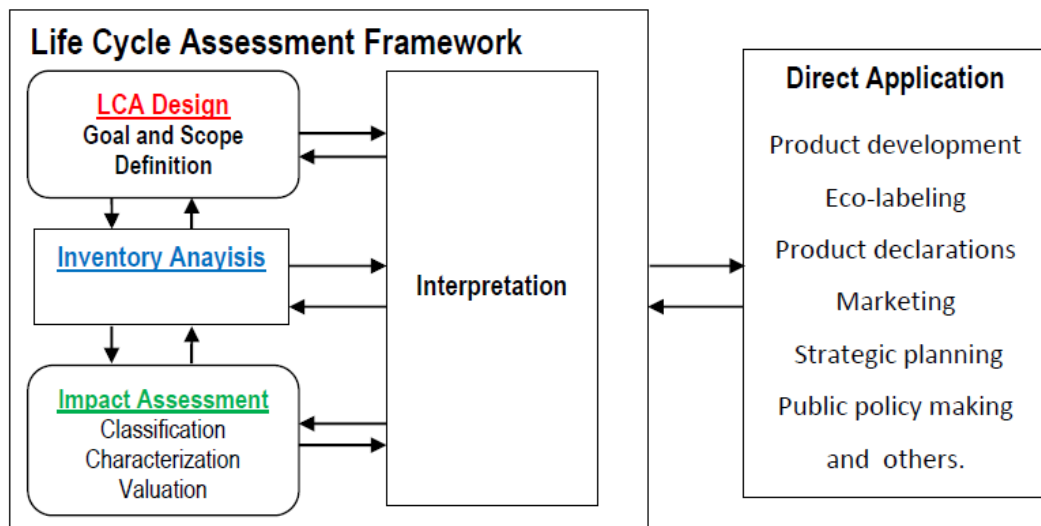 Life Cycle Assessment Framework
LCA Design
Goal and Scope
Definition
Inventory Anayisis
Impact Assessment
Classification
Characterization
Valuation
Interpretation
Direct Application
Product development
Eco-labeling
Product declarations
Marketing
Strategic planning
Public policy making
and others.